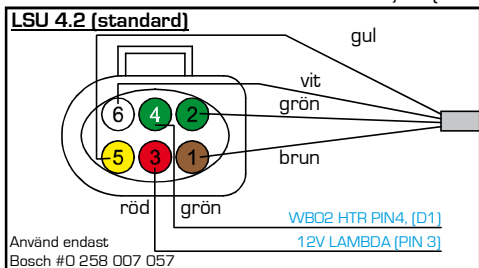 LSU 4.2 (standard)
gul
vit
grön
6 4 2
5 3 1
brun
röd grön
WBO2 HTR PIN4, (D1)
12V LAMBDA (PIN 3)
Använd endast
Bosch #0 258 007 057